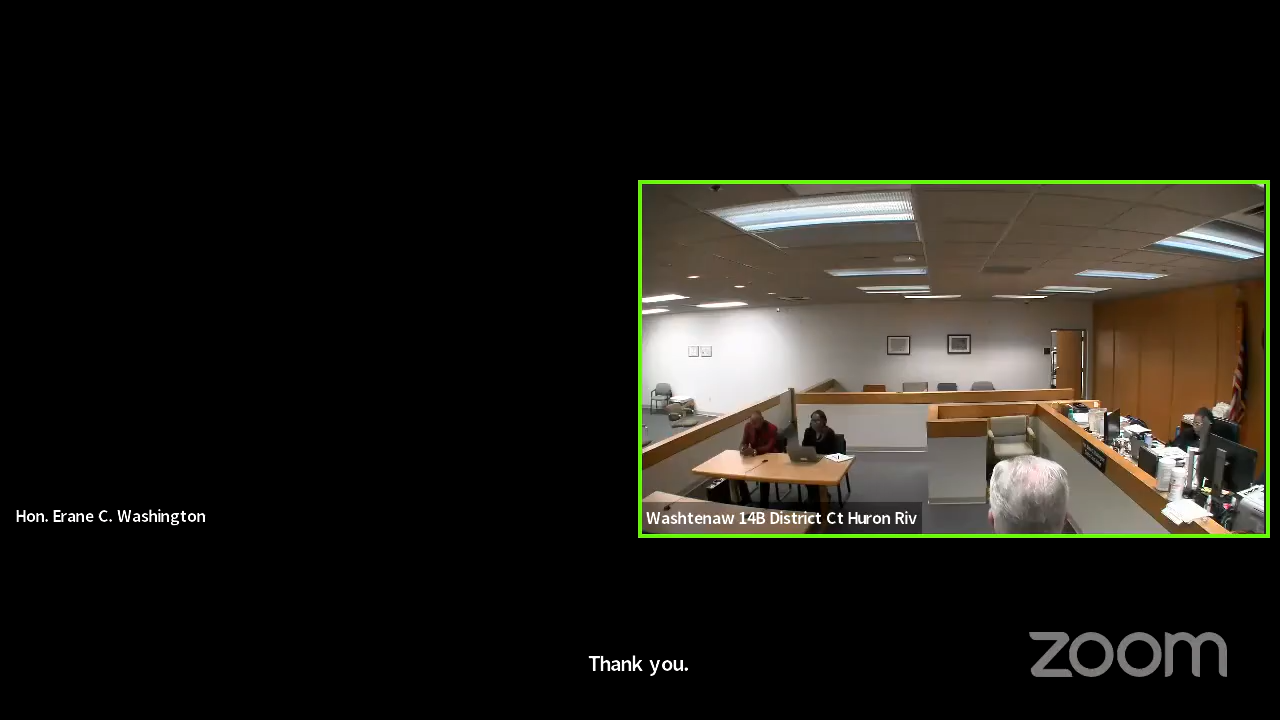 Hon. Erane C. Washington
Washtenaw 14B District Ct Huron Riv
Thank you.
zoom